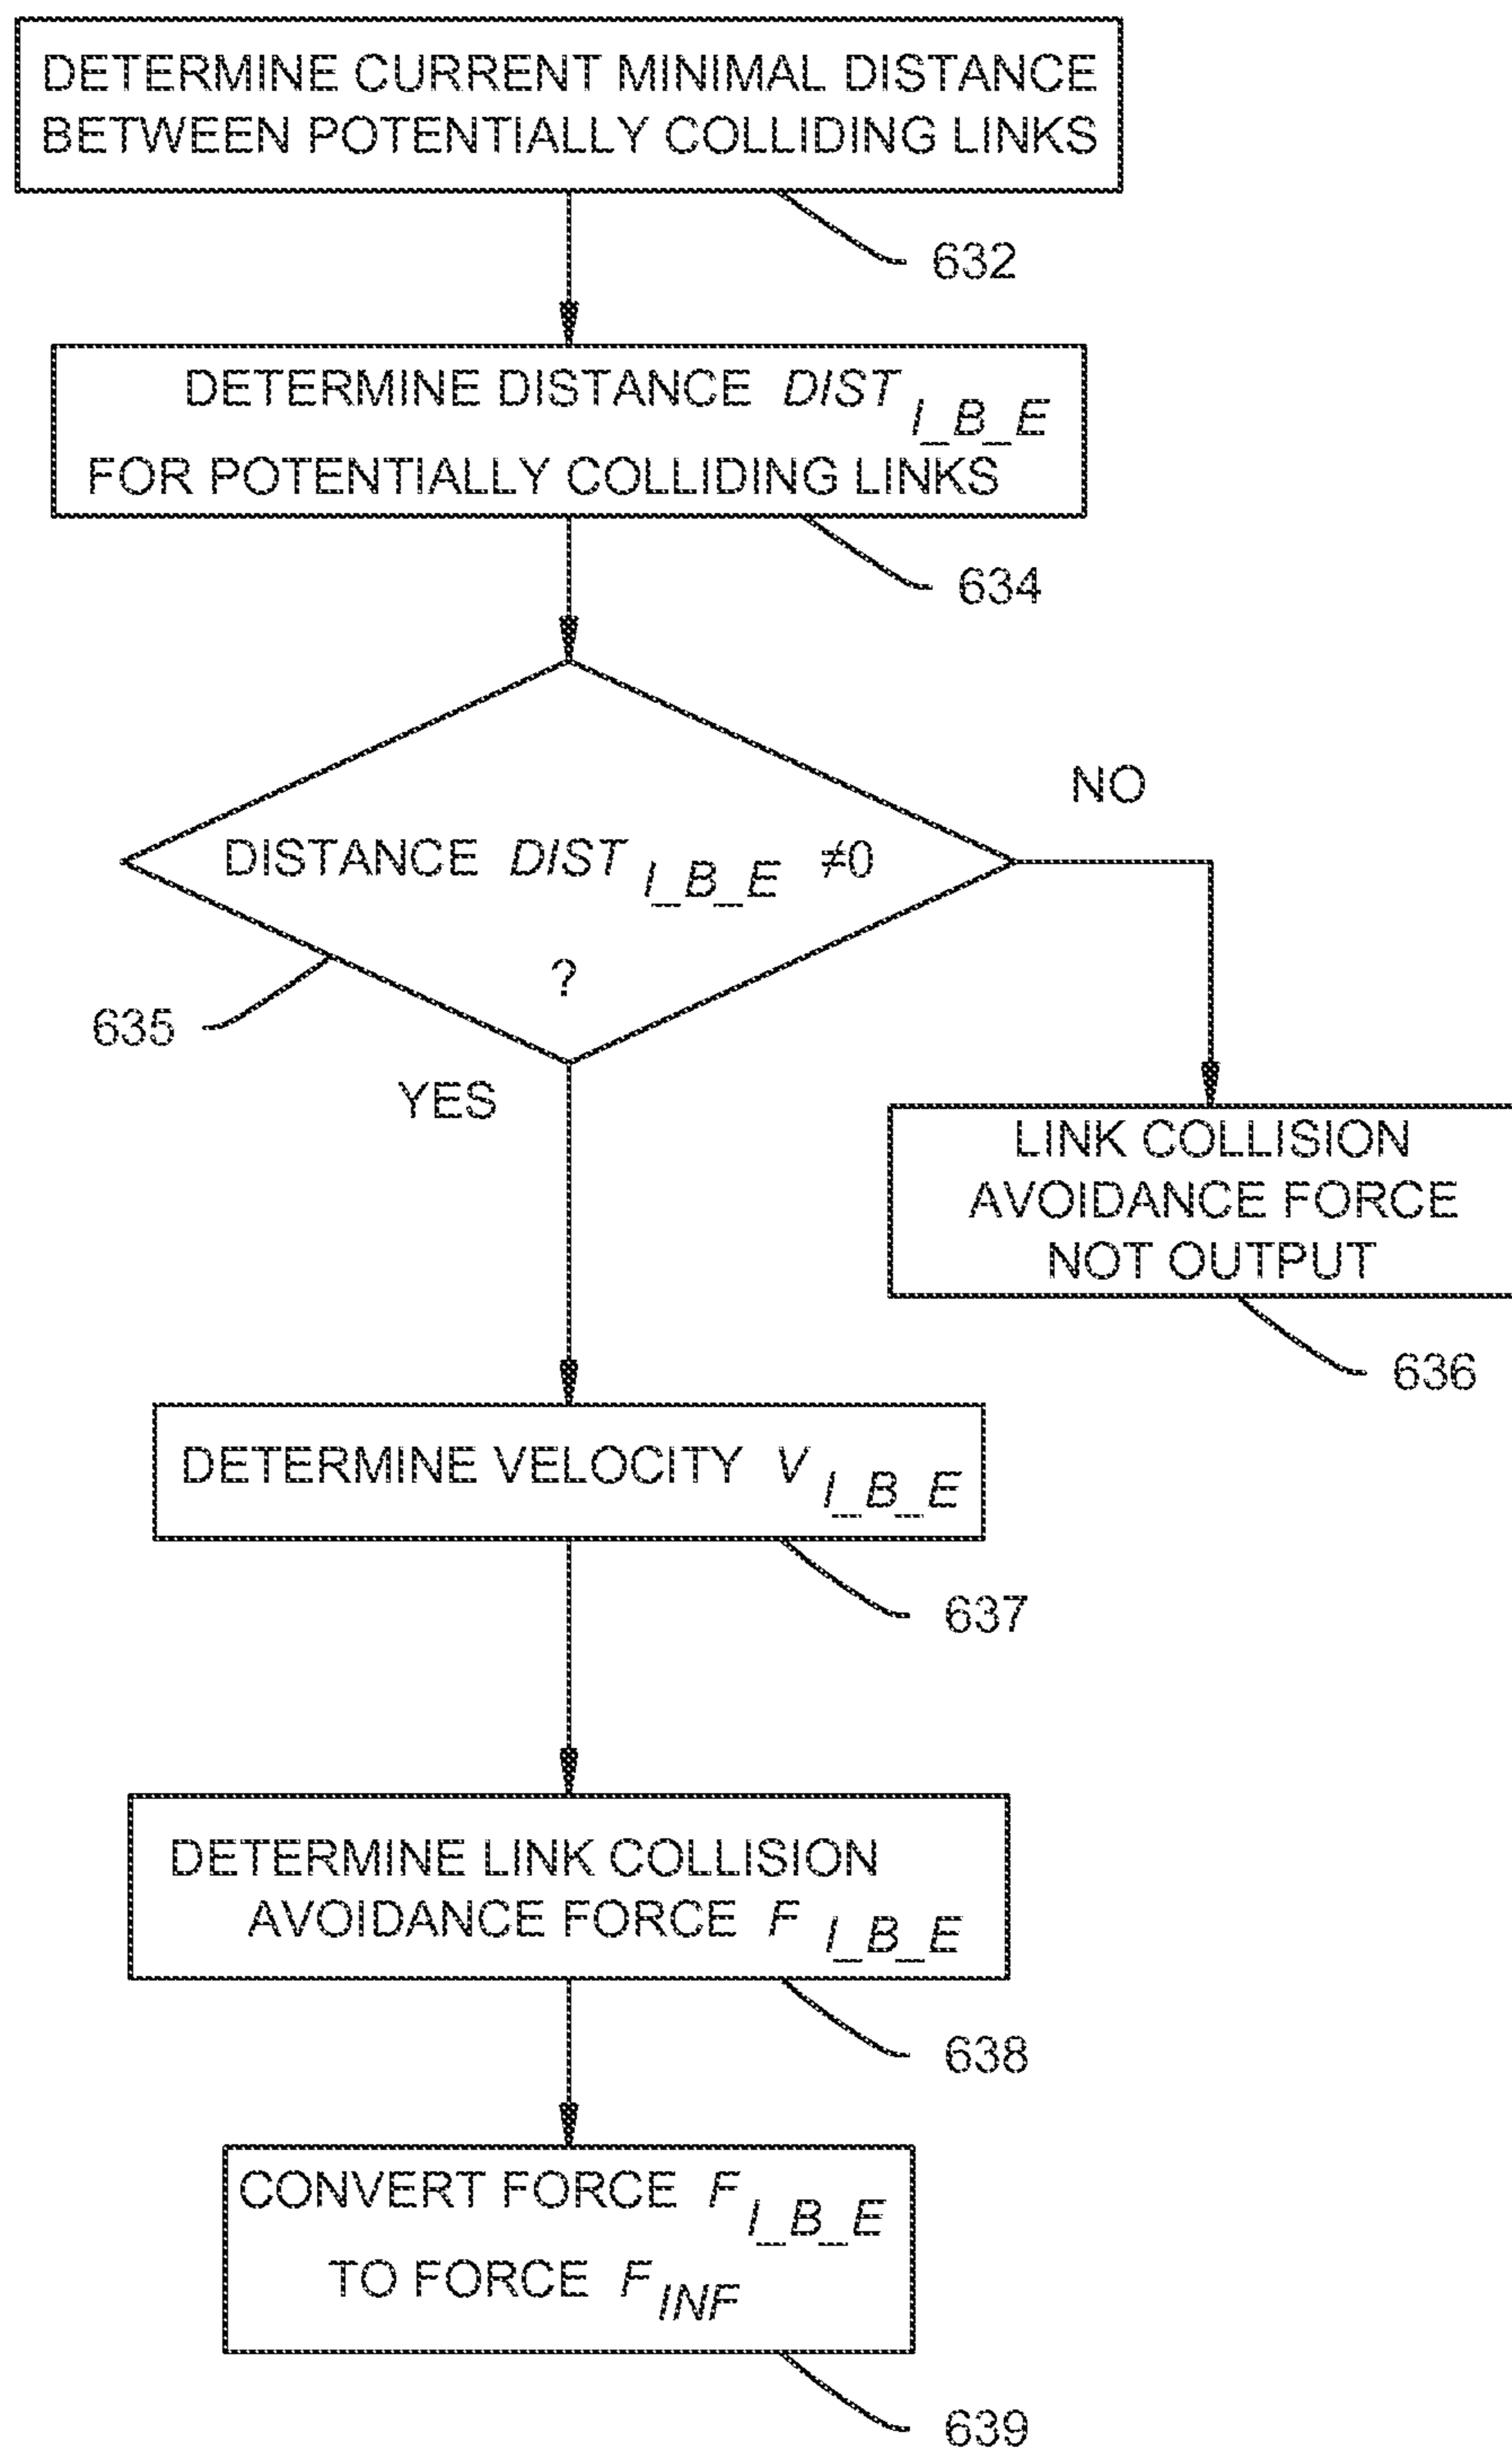 DETERMINE CURRENT MINIMAL DISTANCE
BETWEEN POTENTIALLY COLLIDING LINKS
632
DETERMINE DISTANCE DIST I_B_E
FOR POTENTIALLY COLLIDING LINKS
634
NO
DISTANCE DIST I_B_E ≠0
?
635
YES
LINK COLLISION
AVOIDANCE FORCE
NOT OUTPUT
636
DETERMINE VELOCITY V I_B_E
637
DETERMINE LINK COLLISION
AVOIDANCE FORCE F I_B_E
638
CONVERT FORCE F I_B_E
TO FORCE F INF
639